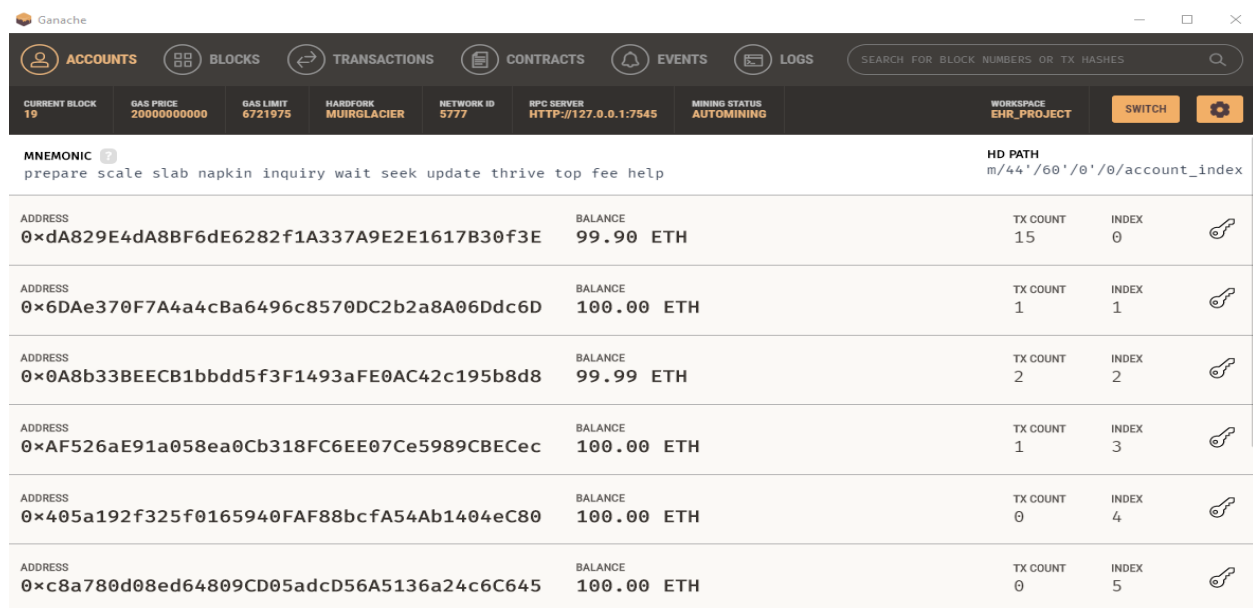 Ganache
ACCOUNTS BLOCKS TRANSACTIONS CONTRACTS EVENTS LOGS SEARCH FOR BLOCK NUMBERS OR TX HASHES
CURRENT BLOCK GAS PRICE GAS LIMIT HARDFORK NETWORK ID RPC SERVER MINING STATUS WORKSPACE
19 20000000000 6721975 MUIRGLACIER 5777 HTTP://127.0.0.1:7545 AUTOMINING EHR_PROJECT SWITCH
MNEMONIC ? HD PATH
prepare scale slab napkin inquiry wait seek update thrive top fee help m/44'/60'/0'/0/account_index
ADDRESS BALANCE TX COUNT INDEX
0×dA829E4dA8BF6dE6282f1A337A9E2E1617B30f3E 99.90 ETH 15 0
ADDRESS BALANCE TX COUNT INDEX
0×6DAe370F7A4a4cBa6496c8570DC2b2a8A06Ddc6D 100.00 ETH 1 1
ADDRESS BALANCE TX COUNT INDEX
0×0A8b33BEECB1bbdd5f3F1493aFE0AC42c195b8d8 99.99 ETH 2 2
ADDRESS BALANCE TX COUNT INDEX
0×AF526aE91a058ea0Cb318FC6EE07Ce5989CBECec 100.00 ETH 1 3
ADDRESS BALANCE TX COUNT INDEX
0×405a192f325f0165940FAF88bcfA54Ab1404eC80 100.00 ETH 0 4
ADDRESS BALANCE TX COUNT INDEX
0×c8a780d08ed64809CD05adcD56A5136a24c6C645 100.00 ETH 0 5